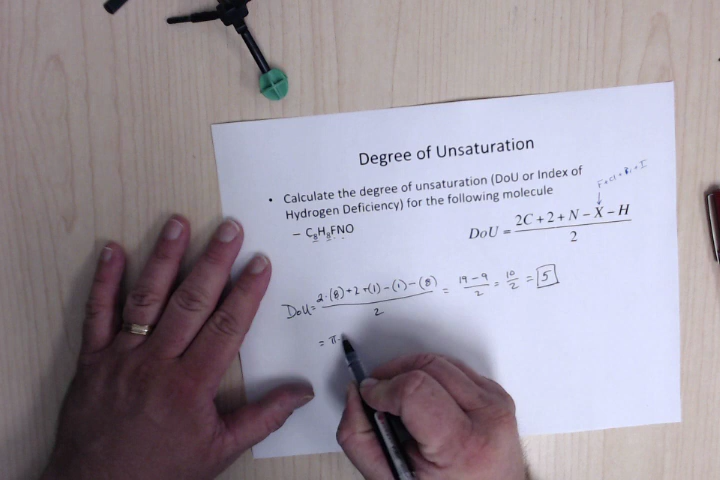 Degree of Unsaturation
• Calculate the degree of unsaturation (DoU or Index of
Hydrogen Deficiency) for the following molecule
F + Cl + Br + I
↓
– C₈H₈FNO
DoU = (2C + 2 + N − X − H) / 2
DoU = (2·(8)+2+(1)−(1)−(8)) / 2 = (19−9) / 2 = 10 / 2 = 5
= π